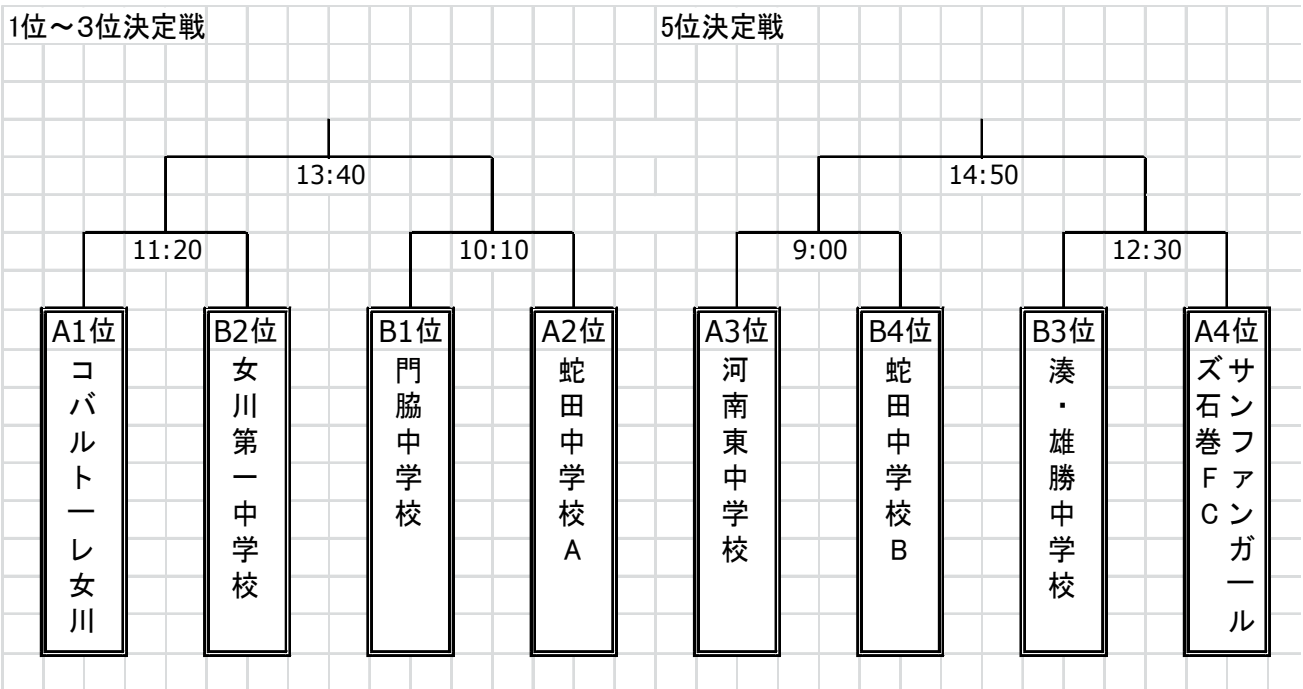 1位～3位決定戦
5位決定戦
13:40
14:50
11:20
10:10
9:00
12:30
A1位
コバルトーレ女川
B2位
女川第一中学校
B1位
門脇中学校
A2位
蛇田中学校A
A3位
河南東中学校
B4位
蛇田中学校B
B3位
湊・雄勝中学校
A4位
サンファンガール
ズ石巻FC